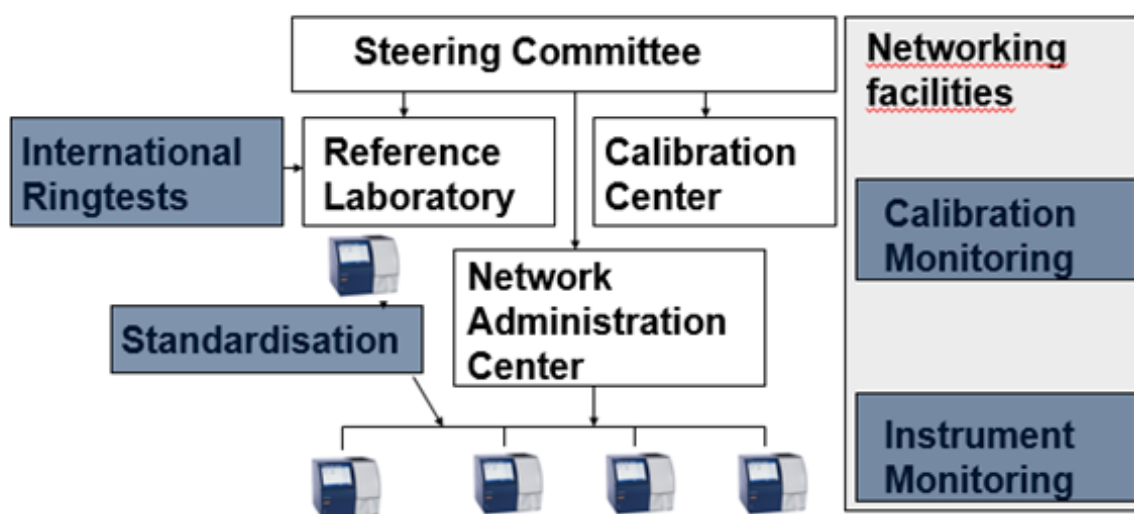 Steering Committee
Networking
facilities
International
Ringtests
Reference
Laboratory
Calibration
Center
Calibration
Monitoring
Network
Administration
Center
Standardisation
Instrument
Monitoring